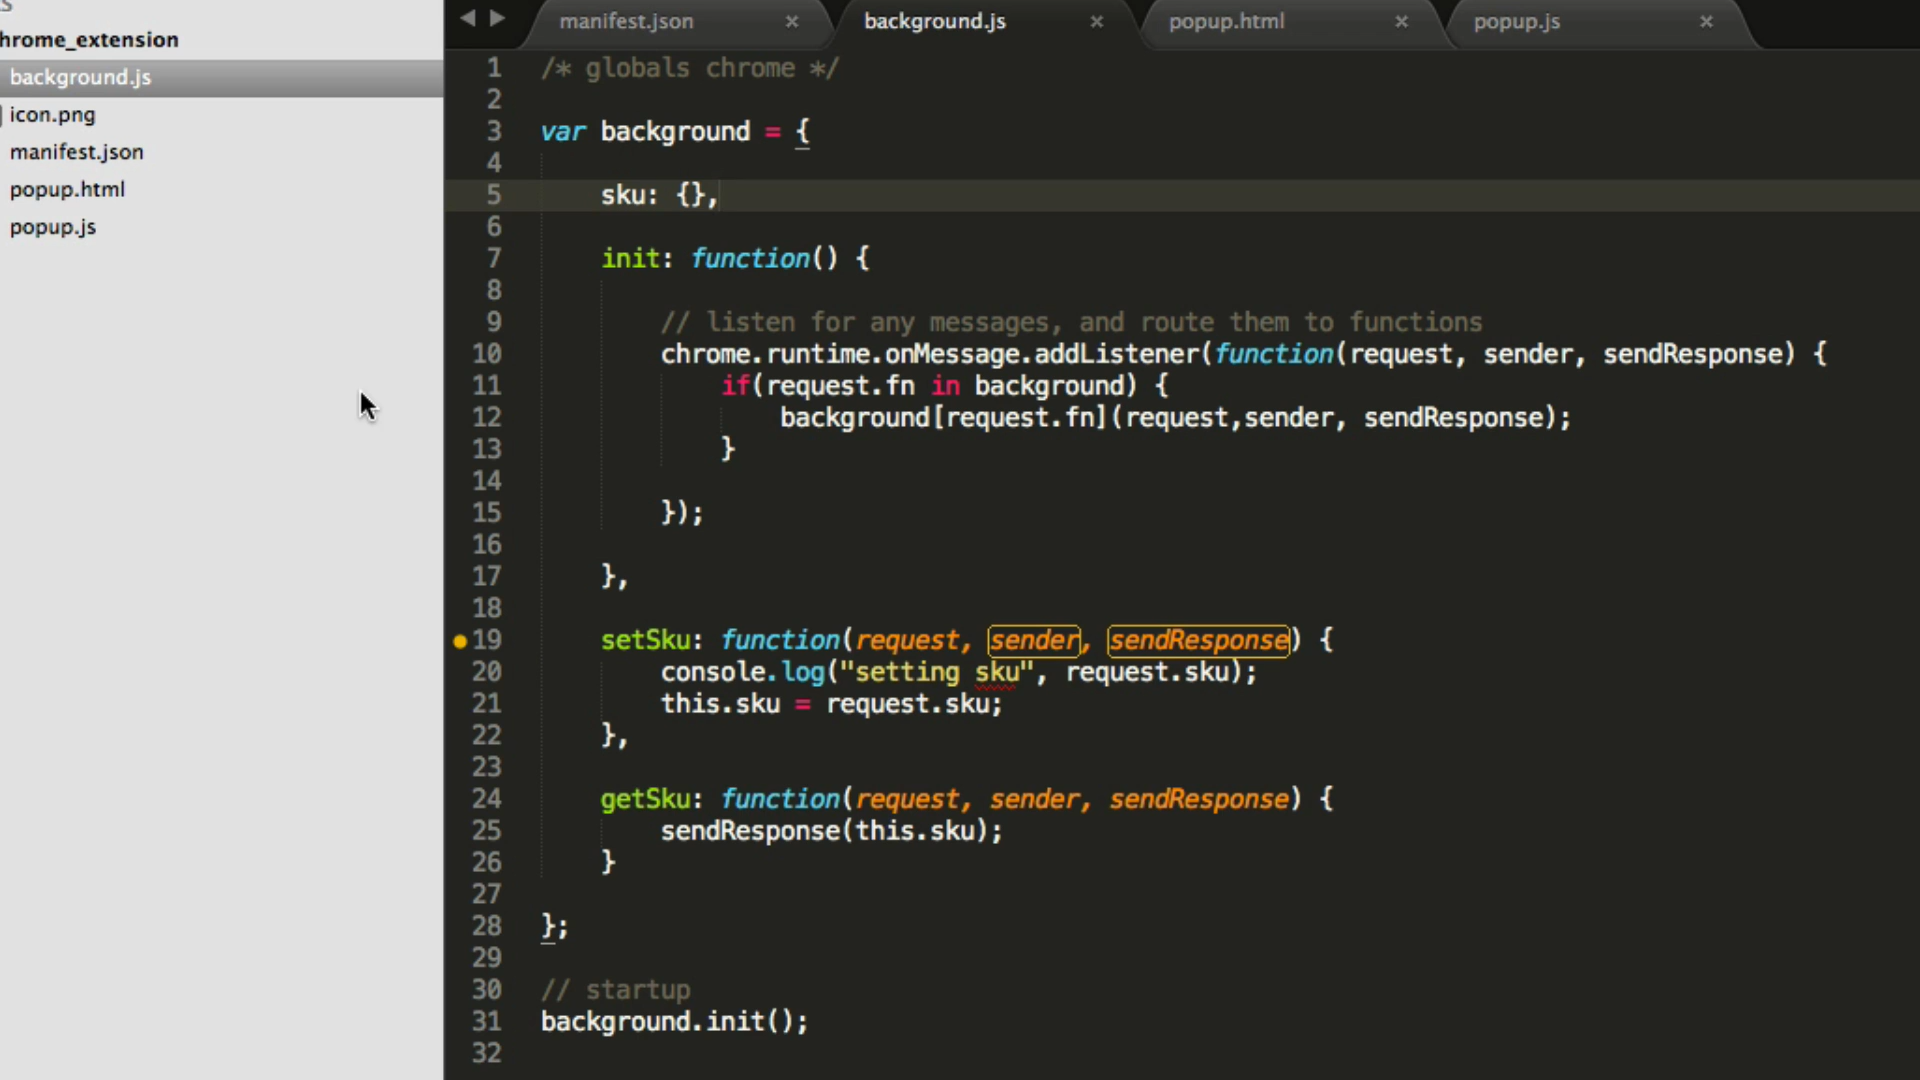 hrome_extension
background.js
icon.png
manifest.json
popup.html
popup.js
manifest.json × background.js × popup.html × popup.js ×
1 /* globals chrome */
2
3 var background = {
4
5 sku: {},
6
7 init: function() {
8
9 // listen for any messages, and route them to functions
10 chrome.runtime.onMessage.addListener(function(request, sender, sendResponse) {
11 if(request.fn in background) {
12 background[request.fn](request,sender, sendResponse);
13 }
14
15 });
16
17 },
18
19 setSku: function(request, sender, sendResponse) {
20 console.log("setting sku", request.sku);
21 this.sku = request.sku;
22 },
23
24 getSku: function(request, sender, sendResponse) {
25 sendResponse(this.sku);
26 }
27
28 };
29
30 // startup
31 background.init();
32